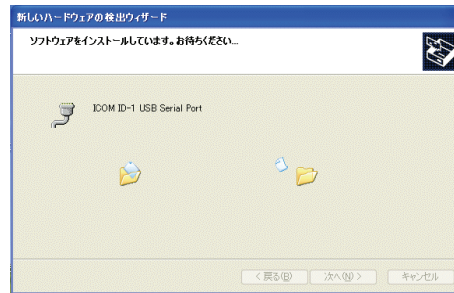 新しいハードウェアの検出ウィザード
ソフトウェアをインストールしています。お待ちください...
ICOM ID-1 USB Serial Port
< 戻る(B)
次へ(N) >
キャンセル